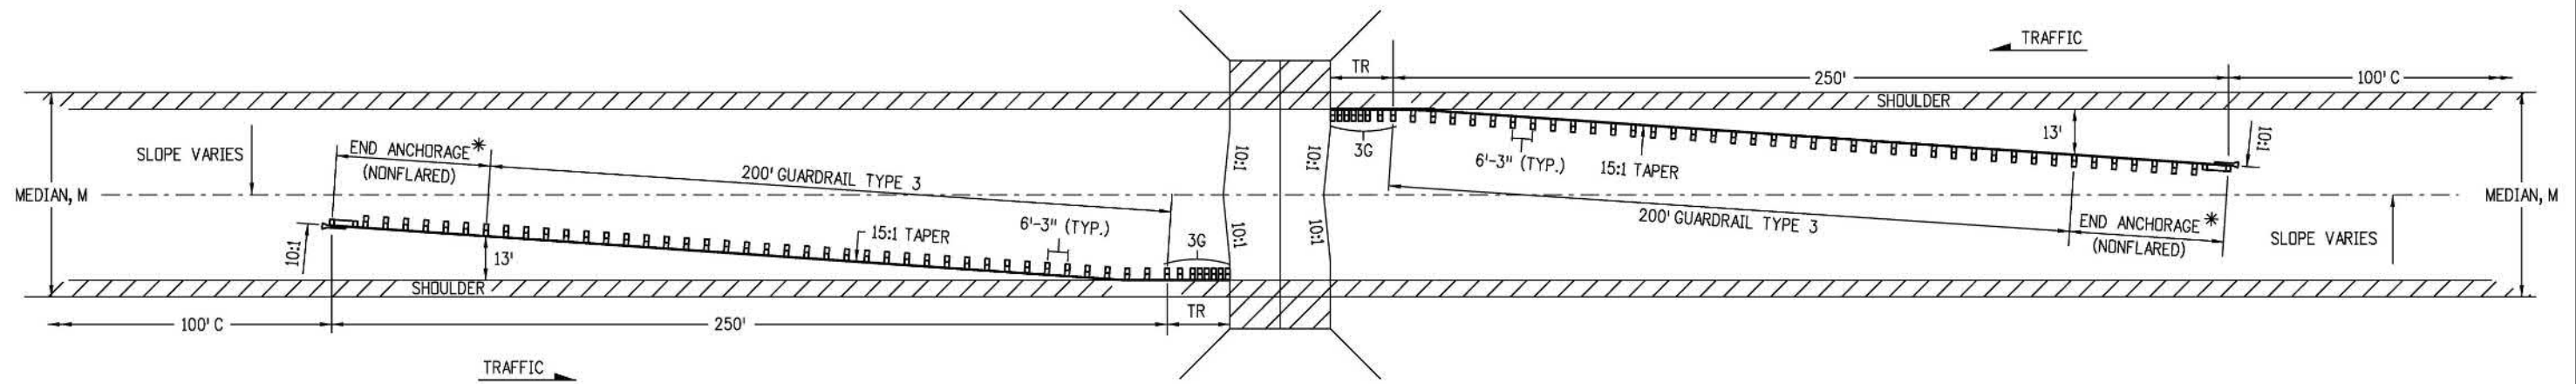 TRAFFIC
TR
250'
100' C
SHOULDER
13'
10:1
SLOPE VARIES
END ANCHORAGE*
(NONFLARED)
10:1
10:1
3G
6'-3" (TYP.)
15:1 TAPER
200' GUARDRAIL TYPE 3
MEDIAN, M
MEDIAN, M
200' GUARDRAIL TYPE 3
END ANCHORAGE*
(NONFLARED)
SLOPE VARIES
10:1
13'
15:1 TAPER
6'-3" (TYP.)
3G
10:1
10:1
SHOULDER
100' C
250'
TR
TRAFFIC